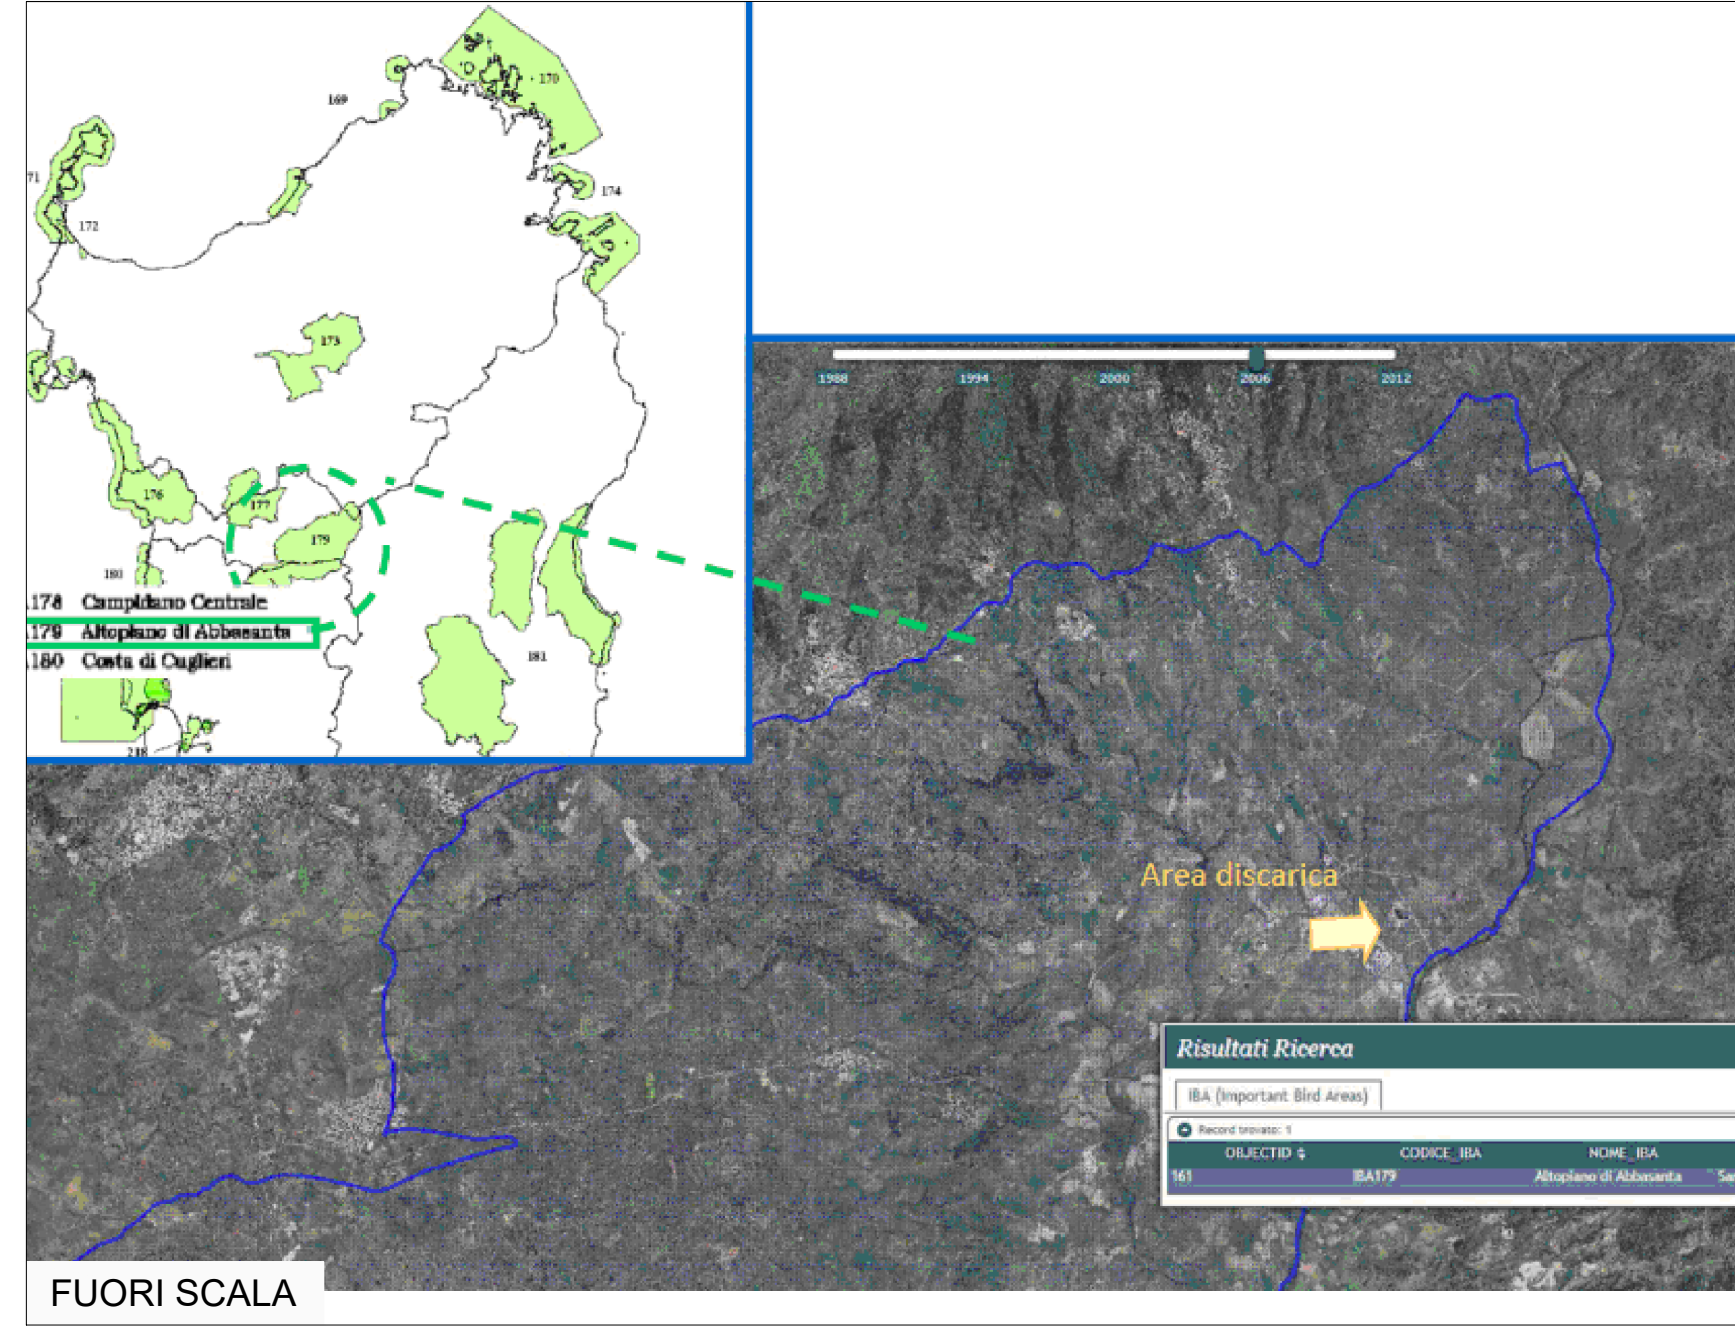 170
169
71
174
172
173
176
177
179
180
.178 Campidano Centrale
.179 Altopiano di Abbasanta
.180 Costa di Cuglieri
181
218
1988 1994 2000 2006 2012
Area discarica
Risultati Ricerca
IBA (Important Bird Areas)
Record trovato: 1
OBJECTID CODICE_IBA NOME_IBA
161 IBA179 Altopiano di Abbasanta Sa
FUORI SCALA